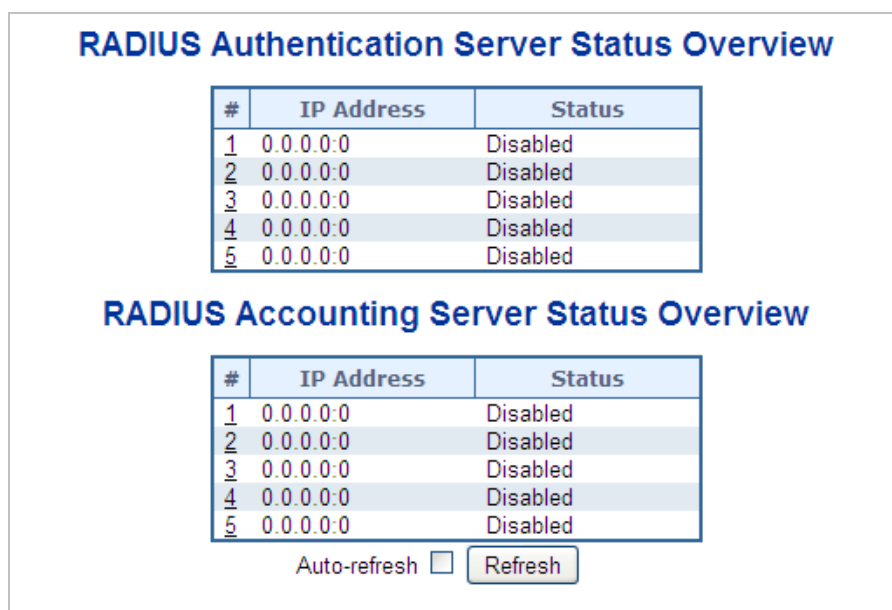 RADIUS Authentication Server Status Overview
# IP Address Status
1 0.0.0.0:0 Disabled
2 0.0.0.0:0 Disabled
3 0.0.0.0:0 Disabled
4 0.0.0.0:0 Disabled
5 0.0.0.0:0 Disabled
RADIUS Accounting Server Status Overview
# IP Address Status
1 0.0.0.0:0 Disabled
2 0.0.0.0:0 Disabled
3 0.0.0.0:0 Disabled
4 0.0.0.0:0 Disabled
5 0.0.0.0:0 Disabled
Auto-refresh Refresh